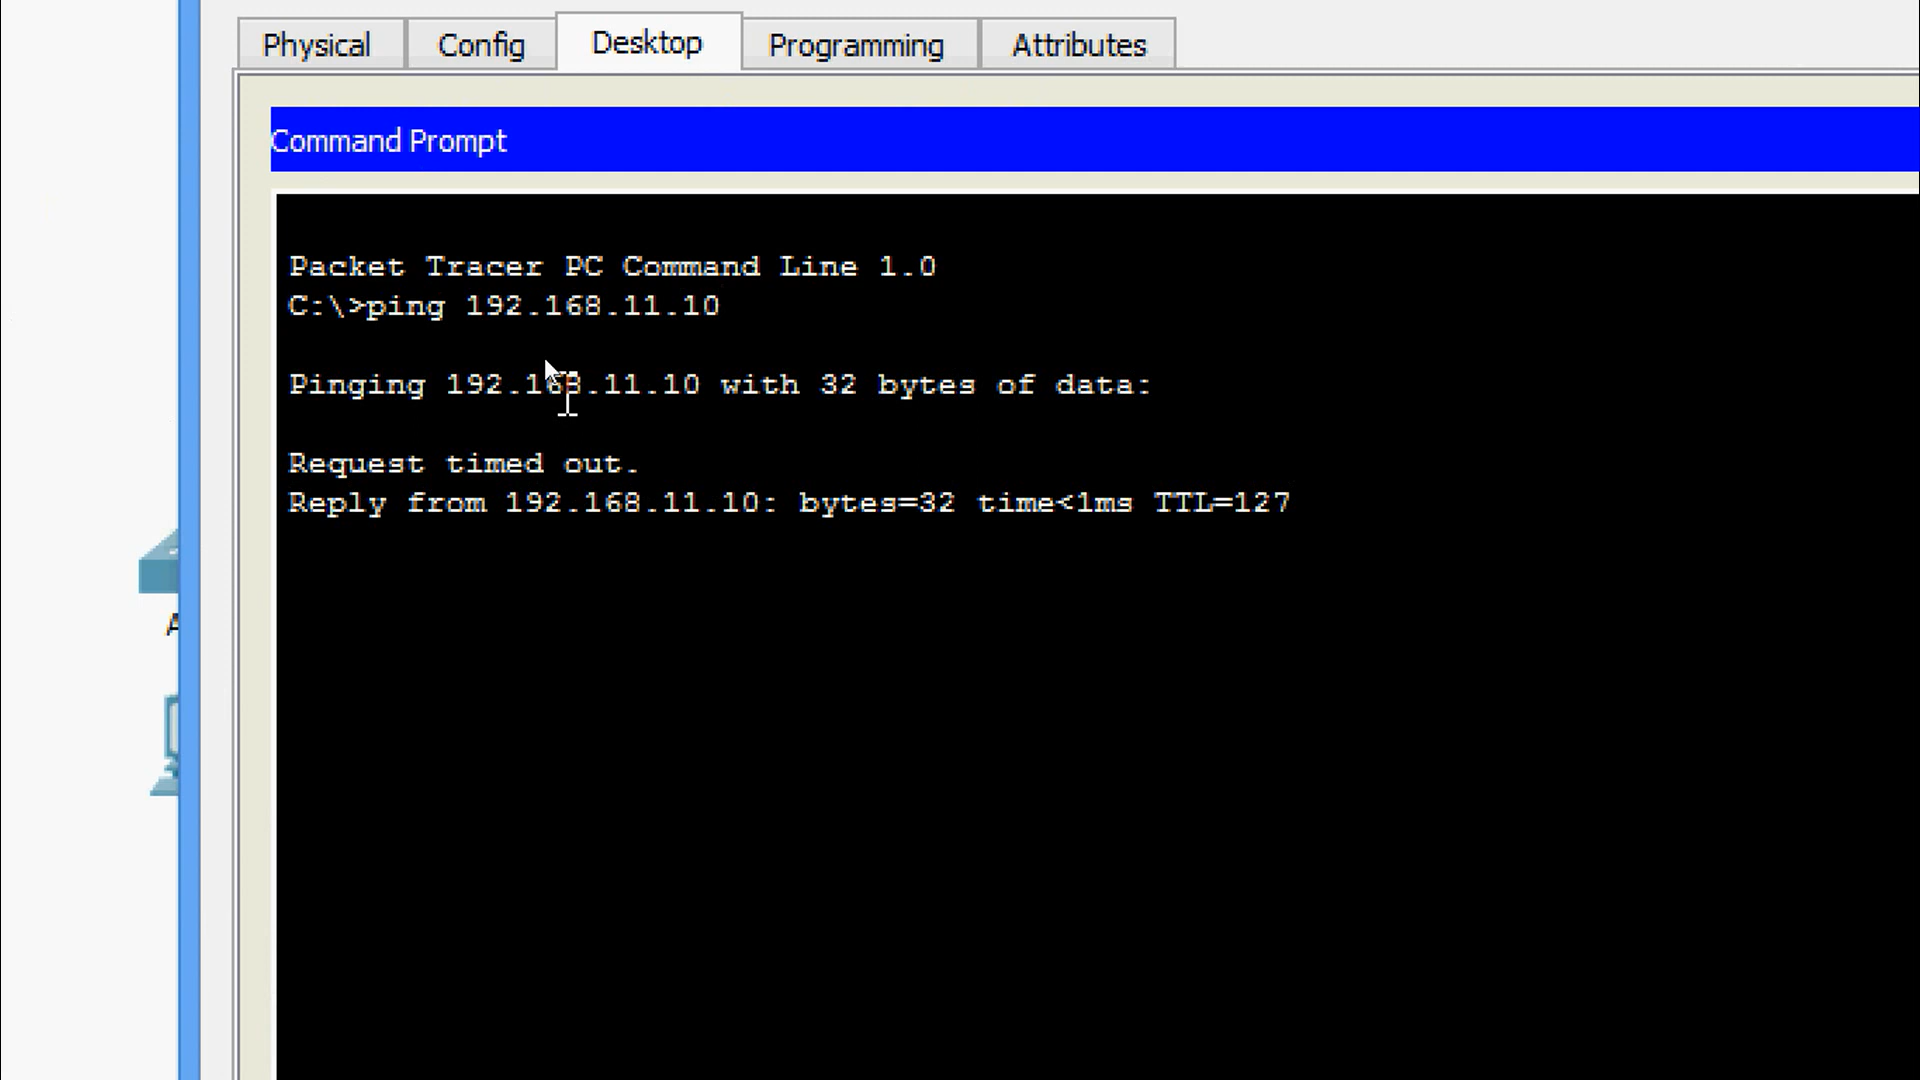 Physical Config Desktop Programming Attributes
Command Prompt
Packet Tracer PC Command Line 1.0
C:\>ping 192.168.11.10
Pinging 192.168.11.10 with 32 bytes of data:
Request timed out.
Reply from 192.168.11.10: bytes=32 time<1ms TTL=127